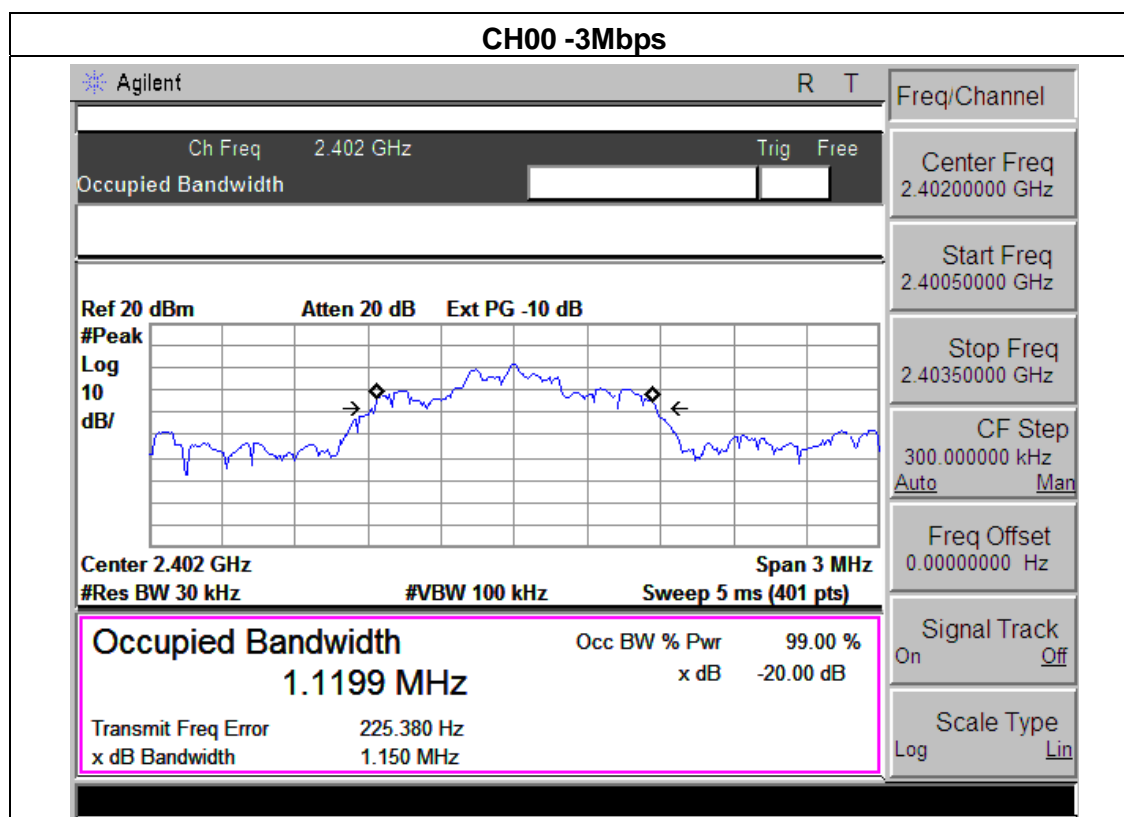 CH00 -3Mbps
Agilent R T
Ch Freq 2.402 GHz Trig Free
Occupied Bandwidth
Ref 20 dBm Atten 20 dB Ext PG -10 dB
#Peak
Log
10
dB/
Center 2.402 GHz Span 3 MHz
#Res BW 30 kHz #VBW 100 kHz Sweep 5 ms (401 pts)
Occupied Bandwidth Occ BW % Pwr 99.00 %
1.1199 MHz x dB -20.00 dB
Transmit Freq Error 225.380 Hz
x dB Bandwidth 1.150 MHz
Freq/Channel
Center Freq
2.40200000 GHz
Start Freq
2.40050000 GHz
Stop Freq
2.40350000 GHz
CF Step
300.000000 kHz
Auto Man
Freq Offset
0.00000000 Hz
Signal Track
On Off
Scale Type
Log Lin